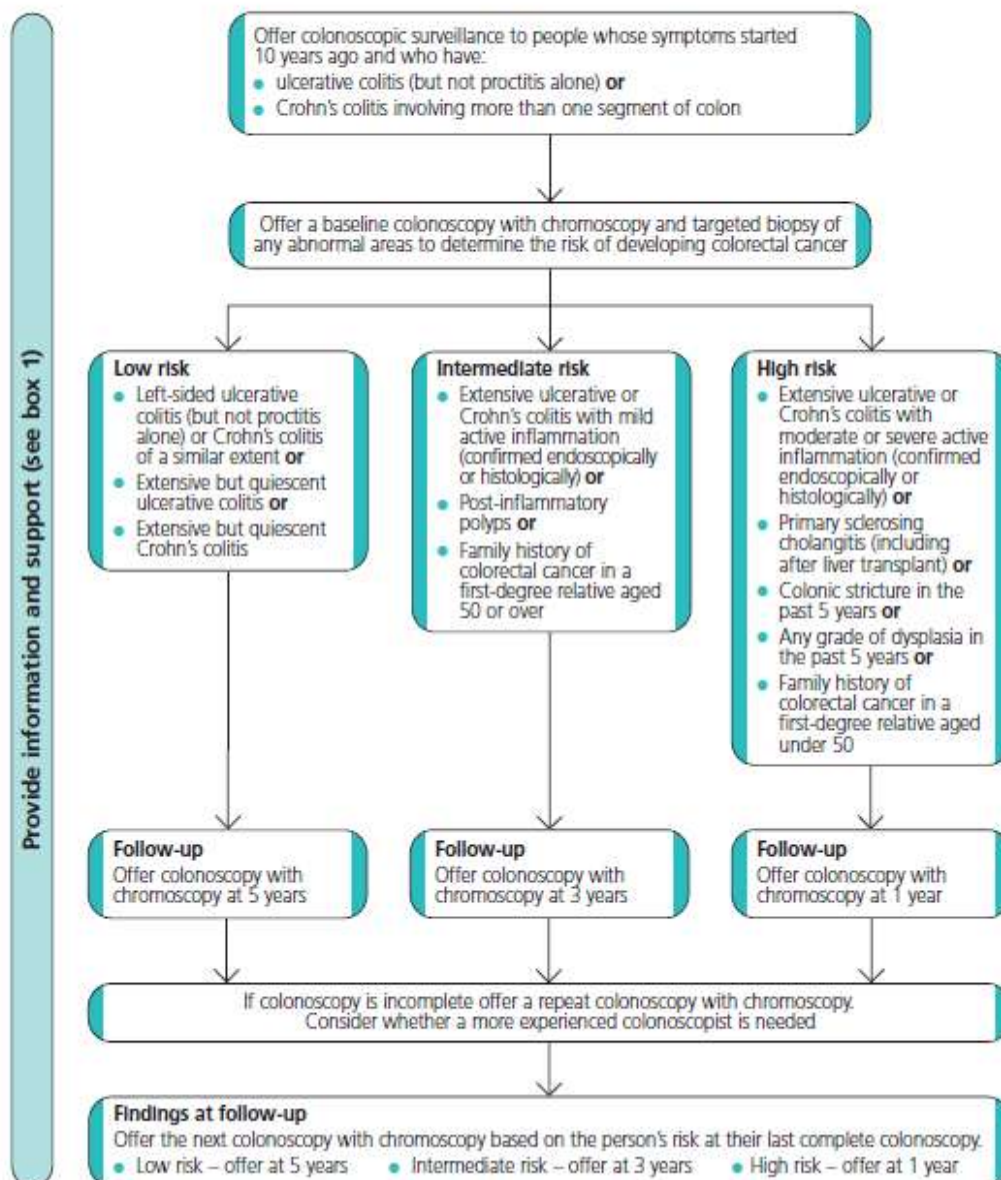 Provide information and support (see box 1)
Offer colonoscopic surveillance to people whose symptoms started
10 years ago and who have:
• ulcerative colitis (but not proctitis alone) or
• Crohn's colitis involving more than one segment of colon
Offer a baseline colonoscopy with chromoscopy and targeted biopsy of
any abnormal areas to determine the risk of developing colorectal cancer
Low risk
• Left-sided ulcerative
colitis (but not proctitis
alone) or Crohn's colitis
of a similar extent or
• Extensive but quiescent
ulcerative colitis or
• Extensive but quiescent
Crohn's colitis
Intermediate risk
• Extensive ulcerative or
Crohn's colitis with mild
active inflammation
(confirmed endoscopically
or histologically) or
• Post-inflammatory
polyps or
• Family history of
colorectal cancer in a
first-degree relative aged
50 or over
High risk
• Extensive ulcerative or
Crohn's colitis with
moderate or severe active
inflammation (confirmed
endoscopically or
histologically) or
• Primary sclerosing
cholangitis (including
after liver transplant) or
• Colonic stricture in the
past 5 years or
• Any grade of dysplasia in
the past 5 years or
• Family history of
colorectal cancer in a
first-degree relative aged
under 50
Follow-up
Offer colonoscopy with
chromoscopy at 5 years
Follow-up
Offer colonoscopy with
chromoscopy at 3 years
Follow-up
Offer colonoscopy with
chromoscopy at 1 year
If colonoscopy is incomplete offer a repeat colonoscopy with chromoscopy.
Consider whether a more experienced colonoscopist is needed
Findings at follow-up
Offer the next colonoscopy with chromoscopy based on the person's risk at their last complete colonoscopy.
• Low risk – offer at 5 years • Intermediate risk – offer at 3 years • High risk – offer at 1 year